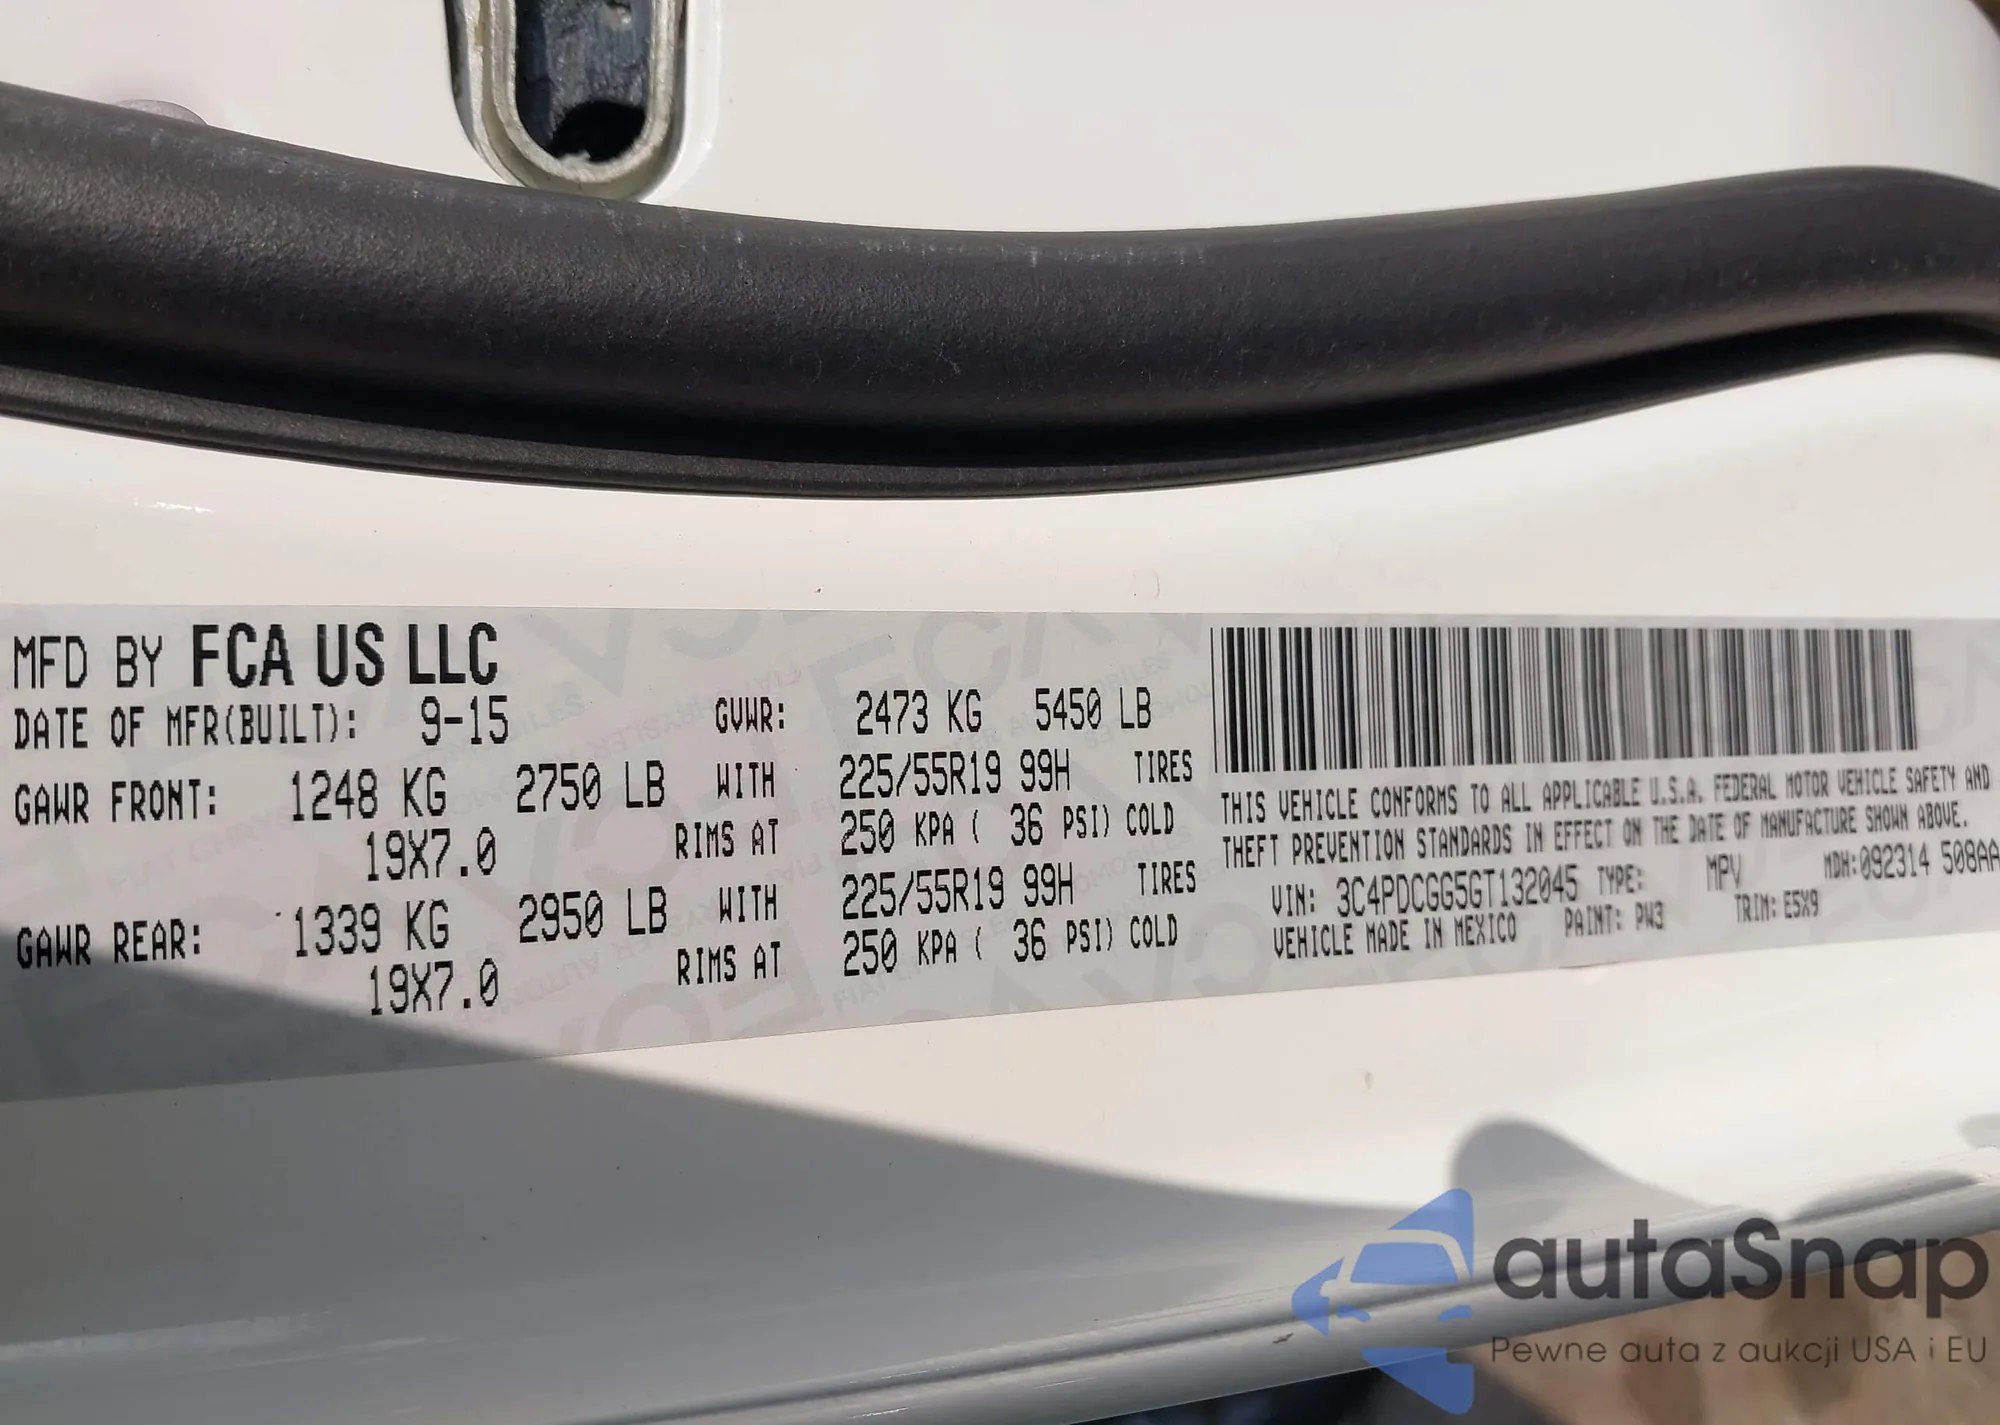 MFD BY FCA US LLC
DATE OF MFR(BUILT): 9-15 GVWR: 2473 KG 5450 LB
GAWR FRONT: 1248 KG 2750 LB WITH 225/55R19 99H TIRES
19X7.0 RIMS AT 250 KPA ( 36 PSI) COLD
GAWR REAR: 1339 KG 2950 LB WITH 225/55R19 99H TIRES
19X7.0 RIMS AT 250 KPA ( 36 PSI) COLD
THIS VEHICLE CONFORMS TO ALL APPLICABLE U.S.A. FEDERAL MOTOR VEHICLE SAFETY AND
THEFT PREVENTION STANDARDS IN EFFECT ON THE DATE OF MANUFACTURE SHOWN ABOVE.
VIN: 3C4PDCGG5GT132045 TYPE: MPV MDH:092314 508AA
VEHICLE MADE IN MEXICO PAINT: PW3 TRIM: E5X9
autaSnap
Pewne auta z aukcji USA i EU